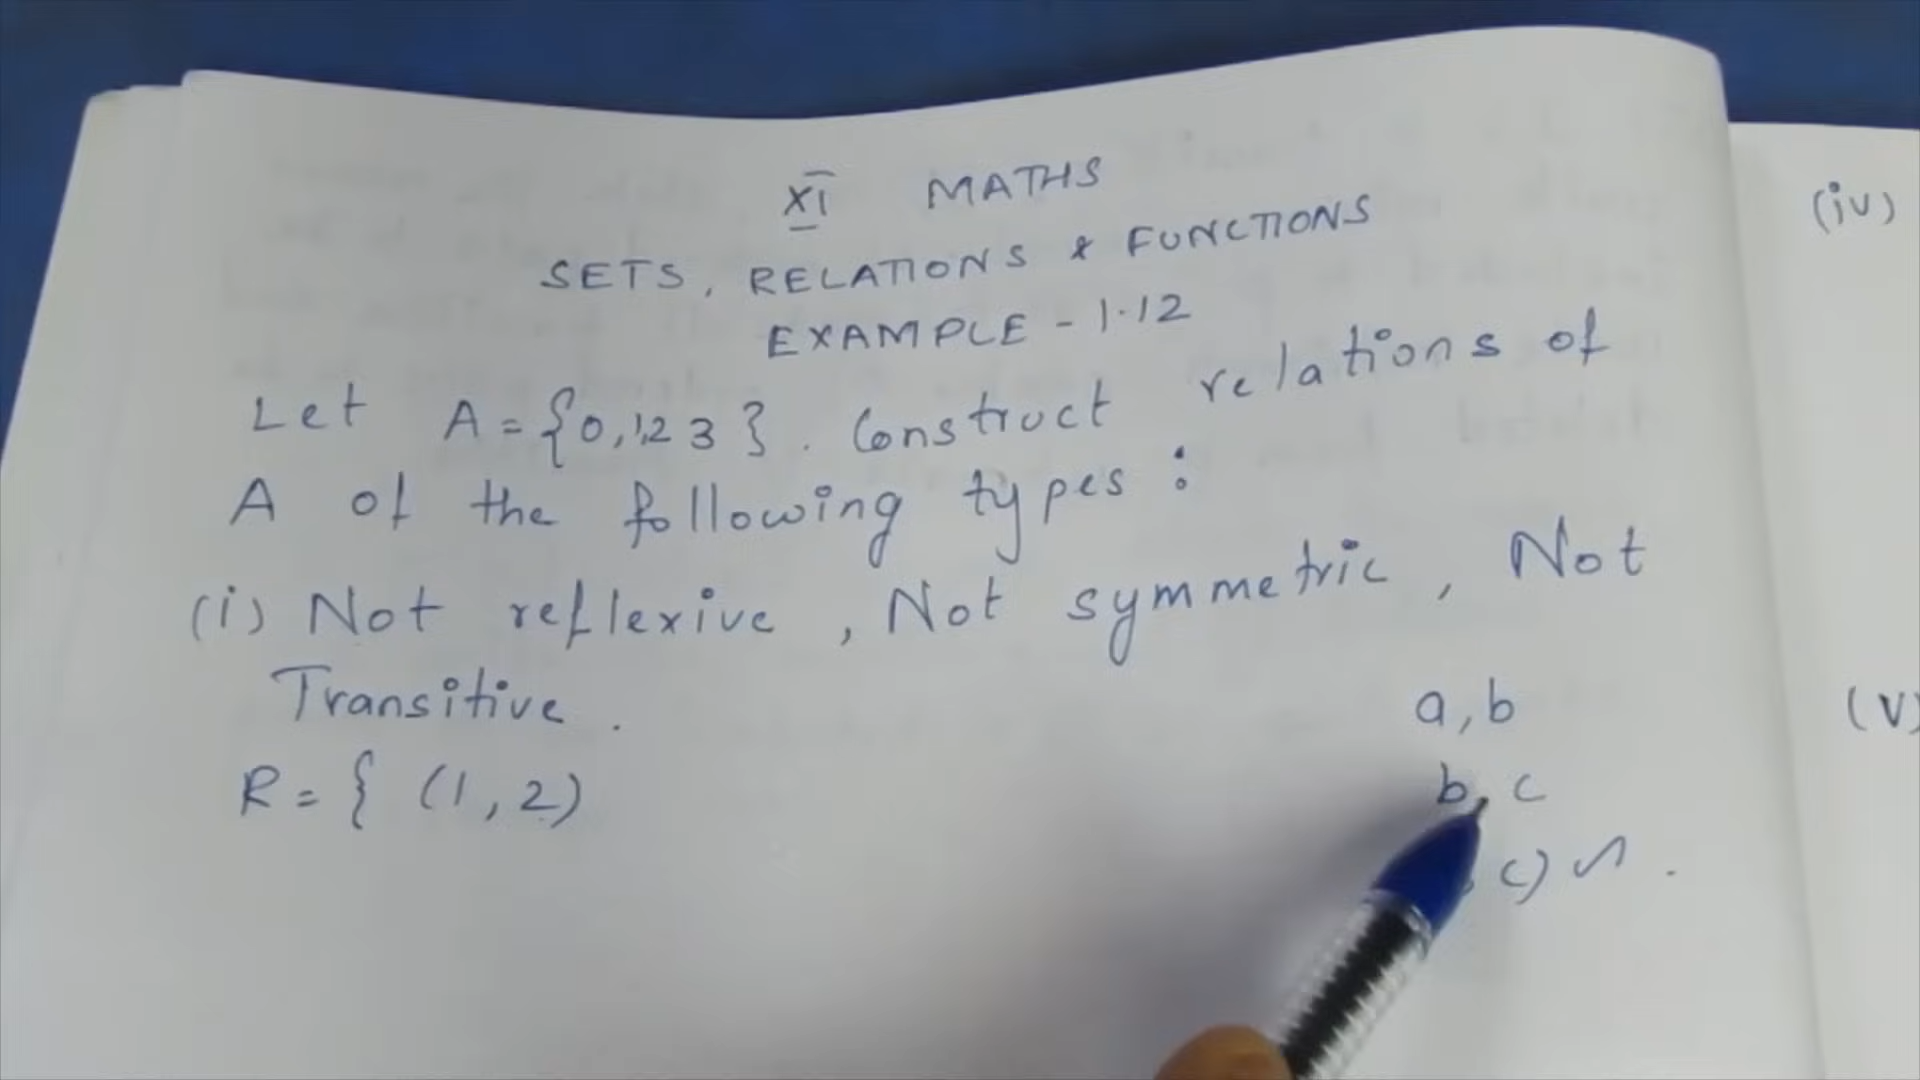 XI MATHS
SETS, RELATIONS & FUNCTIONS
EXAMPLE - 1.12
Let A = {0,1,2 3}. Construct relations of
A of the following types:
(i) Not reflexive, Not symmetric, Not
Transitive.
a, b
R = { (1, 2)
b, c
c)
(iv)
(v)